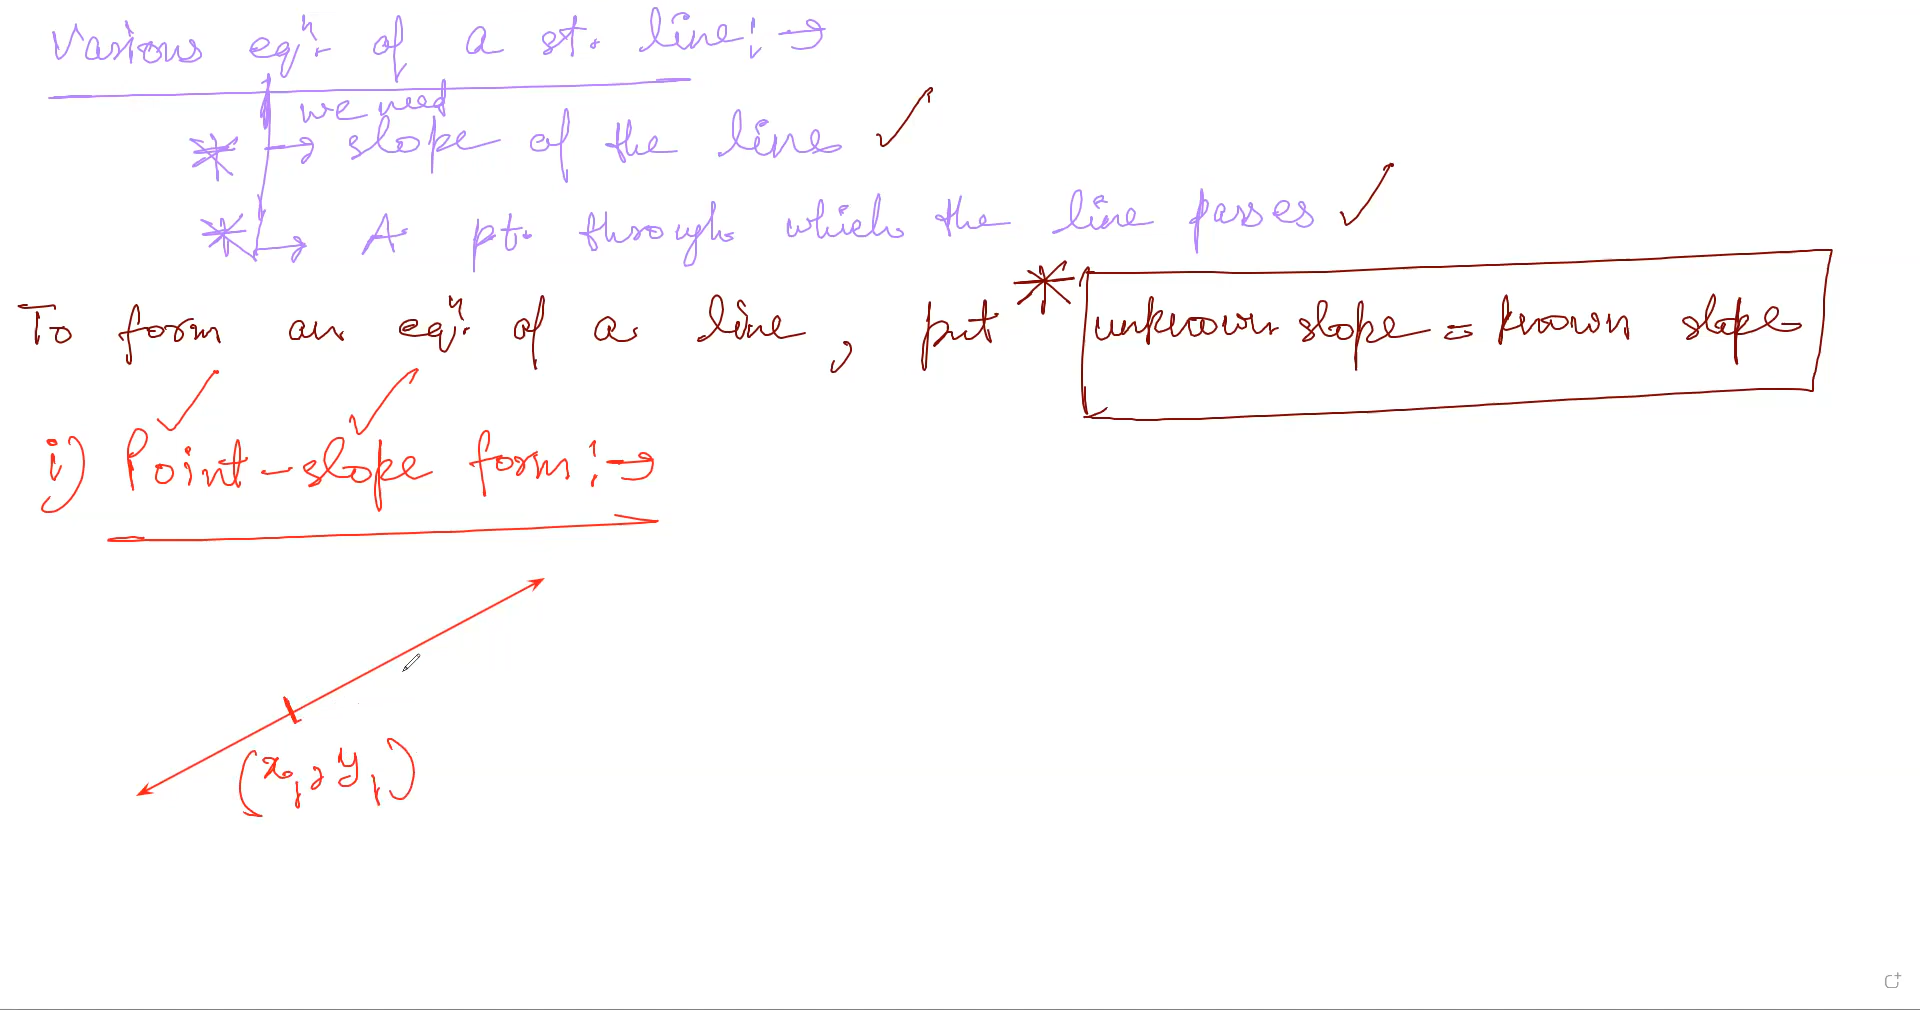 Various eqⁿ. of a st. line:→
we need
* → slope of the line
* → A pt. through which the line passes
To form an eqⁿ. of a line, put * unknown slope = known slope
i) Point-slope form:→
(x₁, y₁)